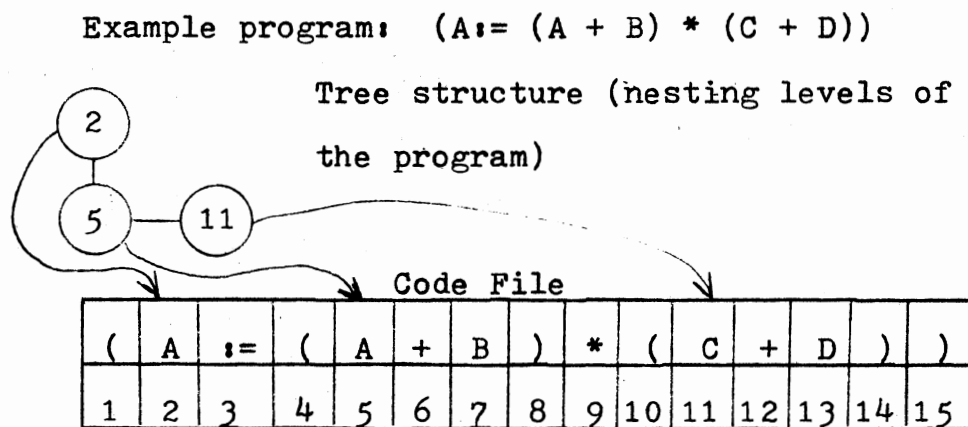 Example program: (A:= (A + B) * (C + D))
Tree structure (nesting levels of
the program)
2
5 11
Code File
( A := ( A + B ) * ( C + D ) )
1 2 3 4 5 6 7 8 9 10 11 12 13 14 15